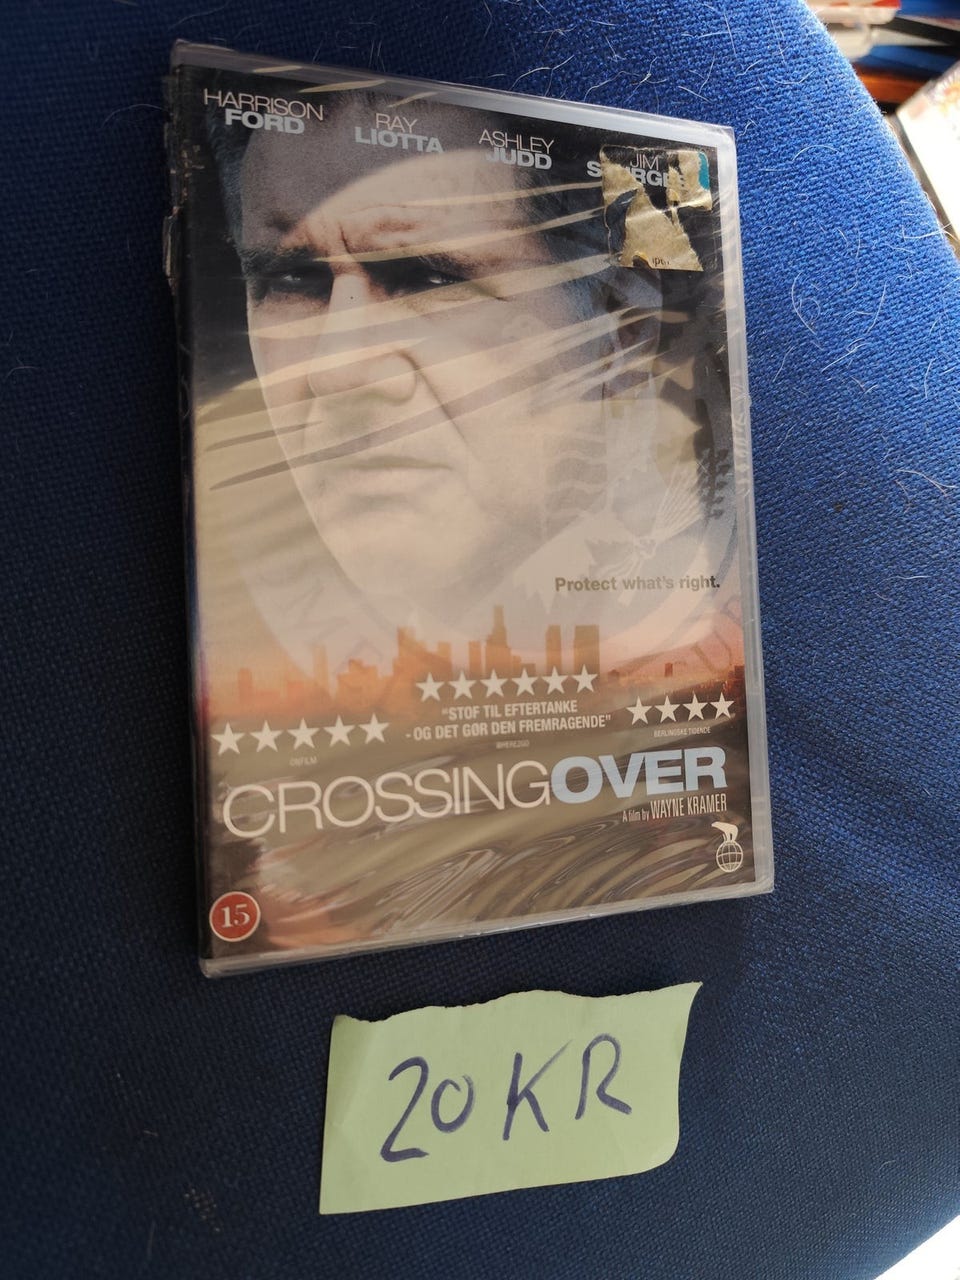 HARRISON
FORD
RAY
LIOTTA
ASHLEY
JUDD
JIM
Protect what's right.
"STOF TIL EFTERTANKE
- OG DET GØR DEN FREMRAGENDE"
ONFILM
BERLINGSKE TIDENDE
CROSSINGOVER
A film by WAYNE KRAMER
15
20 KR